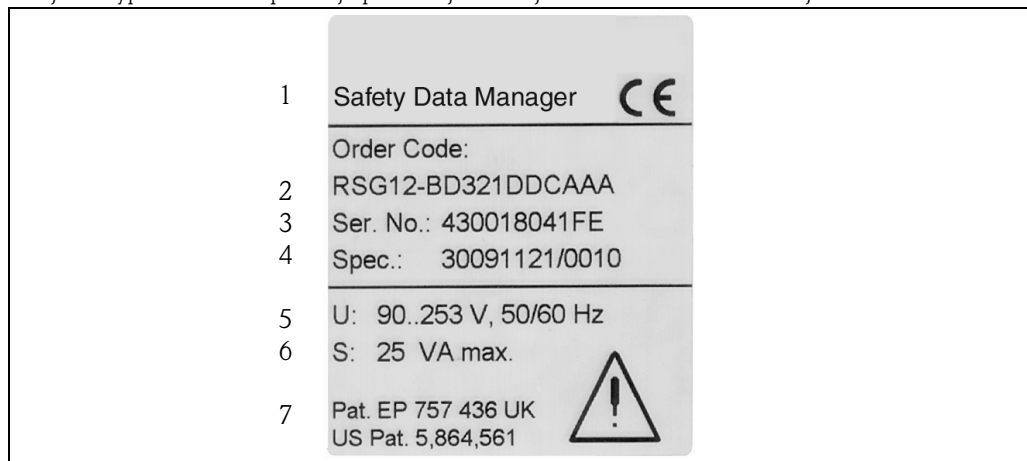 1 Safety Data Manager CE
Order Code:
2 RSG12-BD321DDCAAA
3 Ser. No.: 430018041FE
4 Spec.: 30091121/0010
5 U: 90..253 V, 50/60 Hz
6 S: 25 VA max.
7 Pat. EP 757 436 UK
US Pat. 5,864,561